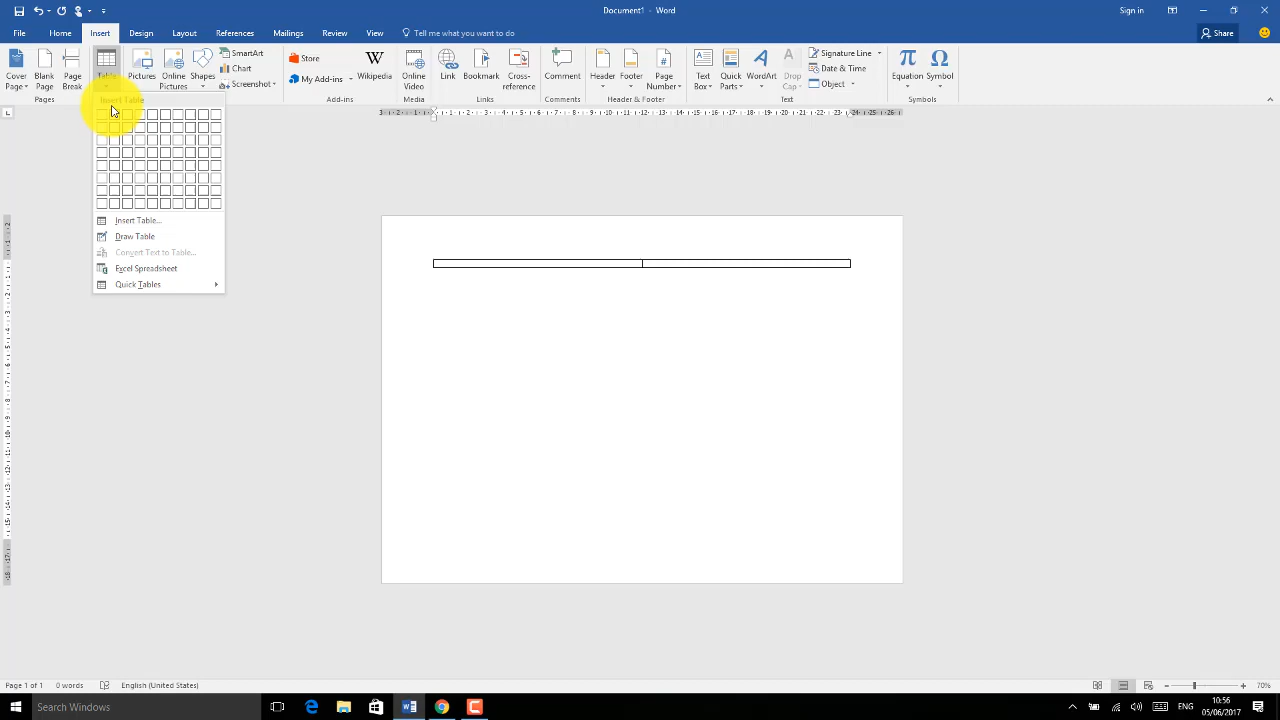 Document1 - Word
Sign in
File Home Insert Design Layout References Mailings Review View Tell me what you want to do
Share
Cover Page
Blank Page
Page Break
Pages
Table
Pictures
Online Pictures
Shapes
SmartArt
Chart
Screenshot
Store
My Add-ins
Wikipedia
Add-ins
Online Video
Media
Link
Bookmark
Cross-reference
Links
Comment
Comments
Header
Footer
Page Number
Header & Footer
Text Box
Quick Parts
WordArt
Drop Cap
Signature Line
Date & Time
Object
Text
Equation
Symbol
Symbols
Insert Table
Insert Table...
Draw Table
Convert Text to Table...
Excel Spreadsheet
Quick Tables
Page 1 of 1 0 words English (United States)
70%
Search Windows
ENG
10:56
05/06/2017